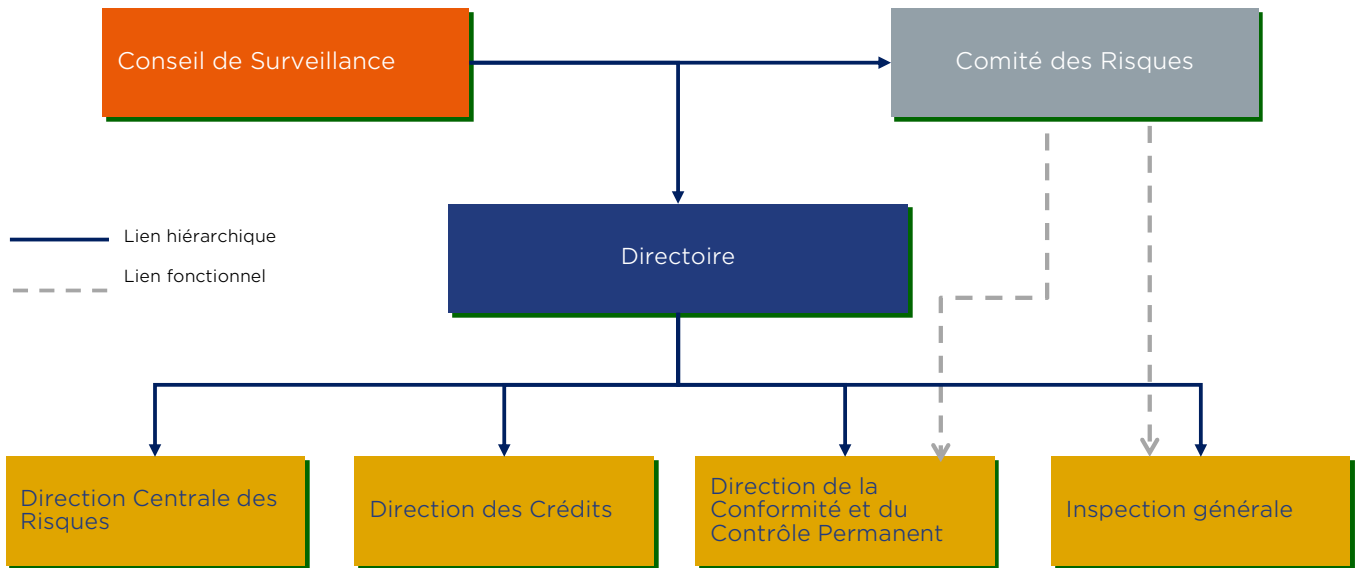 Conseil de Surveillance
Comité des Risques
Lien hiérarchique
Lien fonctionnel
Directoire
Direction Centrale des
Risques
Direction des Crédits
Direction de la
Conformité et du
Contrôle Permanent
Inspection générale